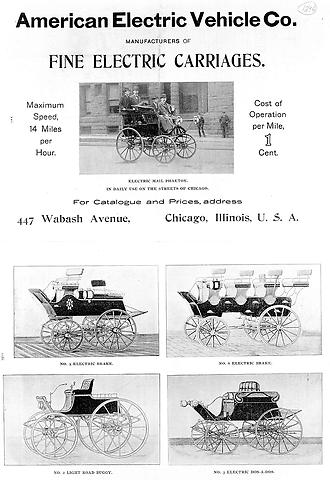 American Electric Vehicle Co.
MANUFACTURERS OF
FINE ELECTRIC CARRIAGES.
Maximum
Speed,
14 Miles
per
Hour.
Cost of
Operation
per Mile,
1
Cent.
ELECTRIC MAIL PHAETON.
IN DAILY USE ON THE STREETS OF CHICAGO.
For Catalogue and Prices, address
447 Wabash Avenue, Chicago, Illinois, U. S. A.
NO. 5 ELECTRIC BRAKE.
NO. 6 ELECTRIC BRAKE.
NO. 2 LIGHT ROAD BUGGY.
NO. 3 ELECTRIC DOS-A-DOS.